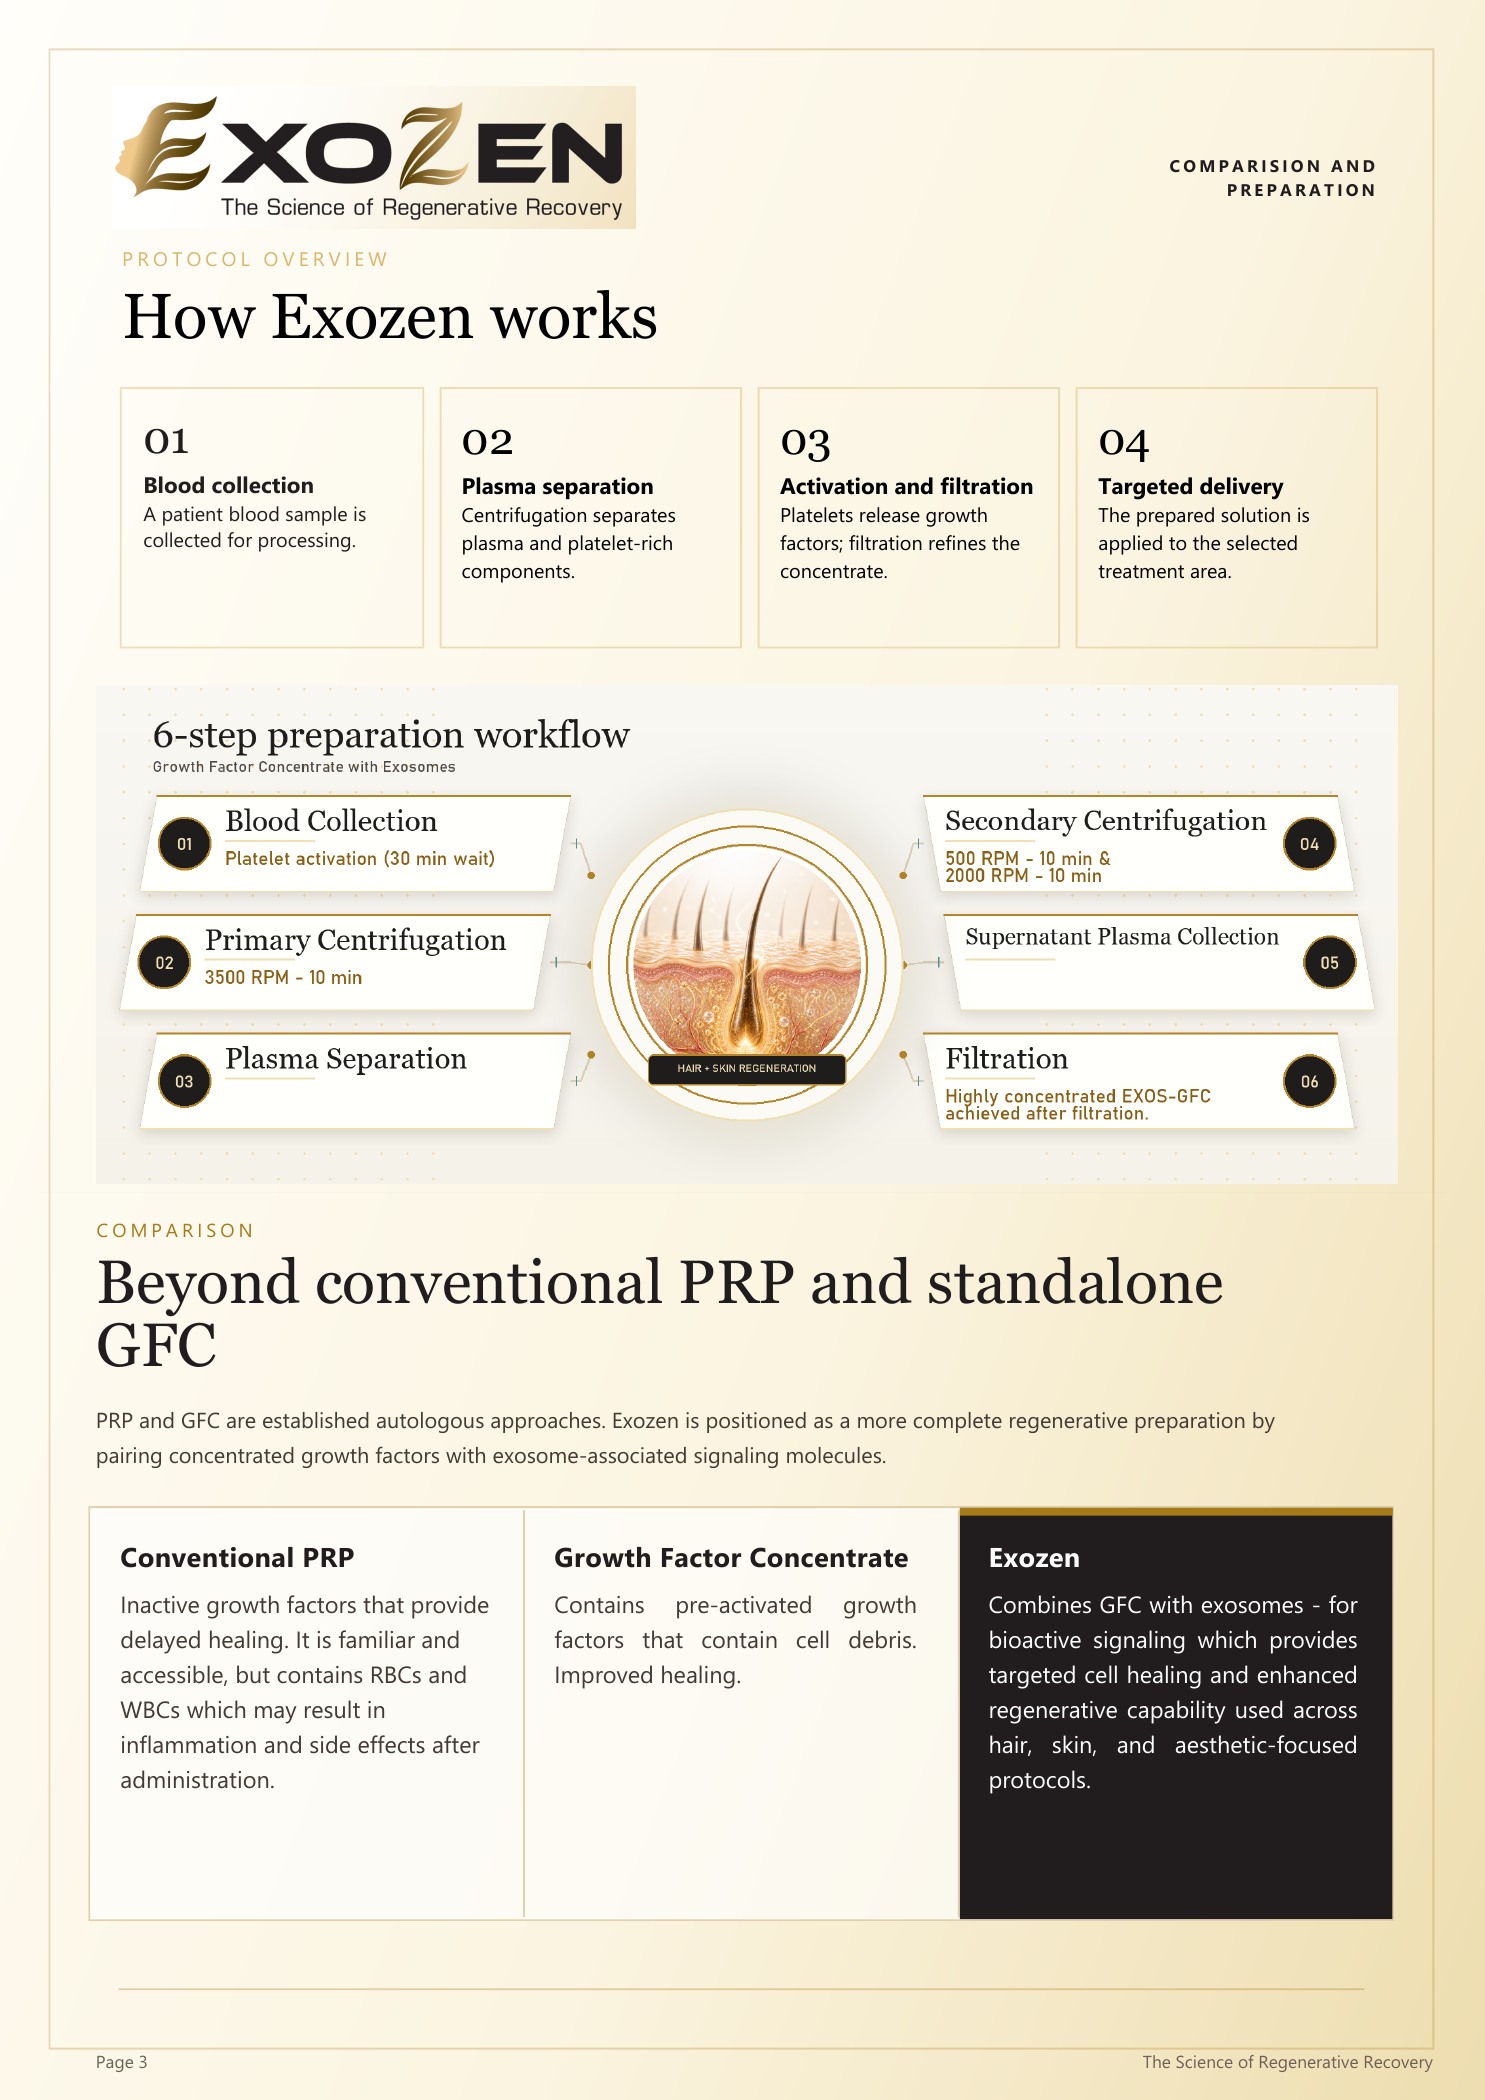 EXOZEN
The Science of Regenerative Recovery
COMPARISION AND
PREPARATION
PROTOCOL OVERVIEW
How Exozen works
01
Blood collection
A patient blood sample is
collected for processing.
02
Plasma separation
Centrifugation separates
plasma and platelet-rich
components.
03
Activation and filtration
Platelets release growth
factors; filtration refines the
concentrate.
04
Targeted delivery
The prepared solution is
applied to the selected
treatment area.
6-step preparation workflow
Growth Factor Concentrate with Exosomes
01
Blood Collection
Platelet activation (30 min wait)
02
Primary Centrifugation
3500 RPM - 10 min
03
Plasma Separation
HAIR + SKIN REGENERATION
Secondary Centrifugation
04
500 RPM - 10 min &
2000 RPM - 10 min
Supernatant Plasma Collection
05
Filtration
06
Highly concentrated EXOS-GFC
achieved after filtration.
COMPARISON
Beyond conventional PRP and standalone
GFC
PRP and GFC are established autologous approaches. Exozen is positioned as a more complete regenerative preparation by
pairing concentrated growth factors with exosome-associated signaling molecules.
Conventional PRP
Inactive growth factors that provide
delayed healing. It is familiar and
accessible, but contains RBCs and
WBCs which may result in
inflammation and side effects after
administration.
Growth Factor Concentrate
Contains pre-activated growth
factors that contain cell debris.
Improved healing.
Exozen
Combines GFC with exosomes - for
bioactive signaling which provides
targeted cell healing and enhanced
regenerative capability used across
hair, skin, and aesthetic-focused
protocols.
Page 3
The Science of Regenerative Recovery